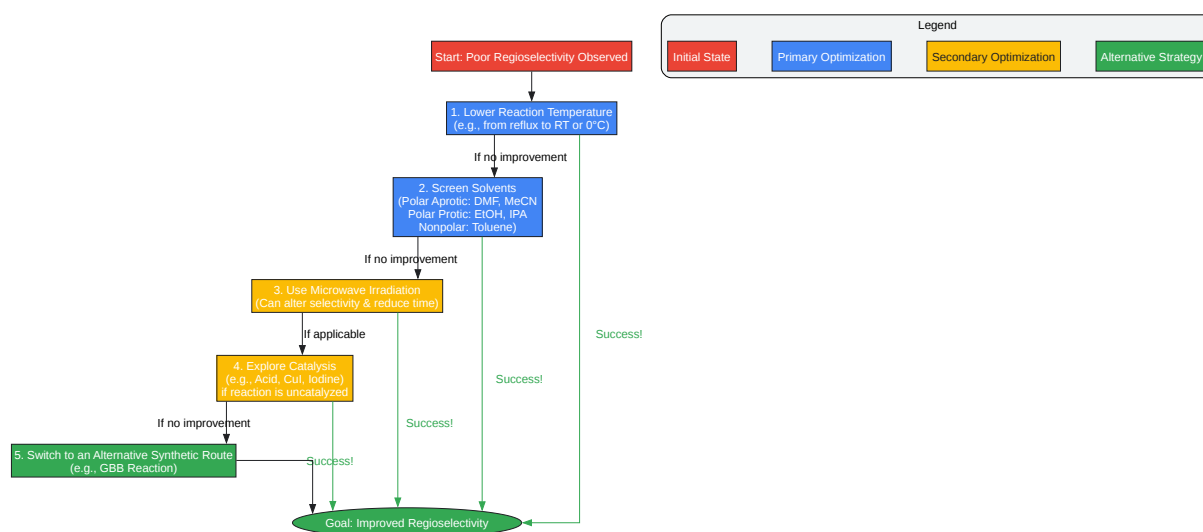 Legend
Start: Poor Regioselectivity Observed
Initial State
Primary Optimization
Secondary Optimization
Alternative Strategy
1. Lower Reaction Temperature
(e.g., from reflux to RT or 0°C)
If no improvement
2. Screen Solvents
(Polar Aprotic: DMF, MeCN
Polar Protic: EtOH, IPA
Nonpolar: Toluene)
If no improvement
3. Use Microwave Irradiation
(Can alter selectivity & reduce time)
If applicable
Success!
4. Explore Catalysis
(e.g., Acid, CuI, Iodine)
if reaction is uncatalyzed
Success!
If no improvement
Success!
5. Switch to an Alternative Synthetic Route
(e.g., GBB Reaction)
Success!
Goal: Improved Regioselectivity